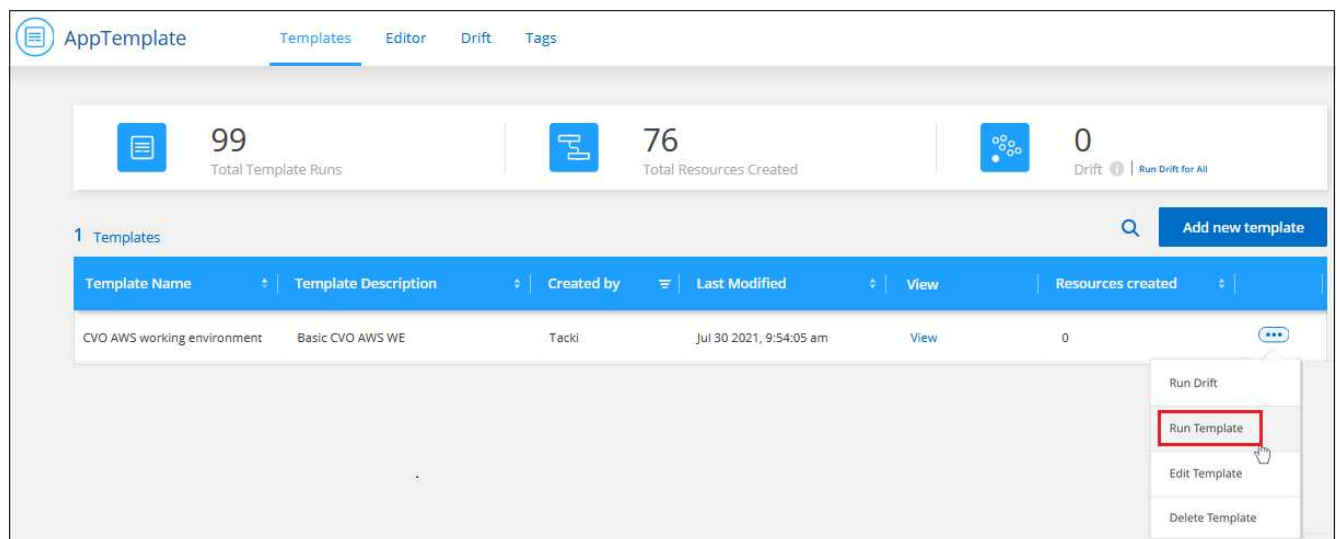 AppTemplate
Templates Editor Drift Tags
99
Total Template Runs
76
Total Resources Created
0
Drift Run Drift for All
1 Templates
Add new template
Template Name Template Description Created by Last Modified View Resources created
CVO AWS working environment Basic CVO AWS WE Tacki Jul 30 2021, 9:54:05 am View 0
Run Drift
Run Template
Edit Template
Delete Template